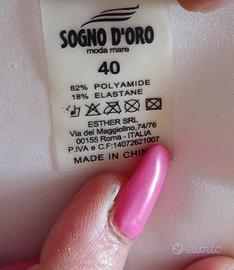 SOGNO D'ORO
moda mare
40
82% POLYAMIDE
18% ELASTANE
ESTHER SRL
Via del Maggiolino,74/76
00155 Roma - ITALIA
P.IVA e C.F:14072621007
MADE IN CHIN
subito